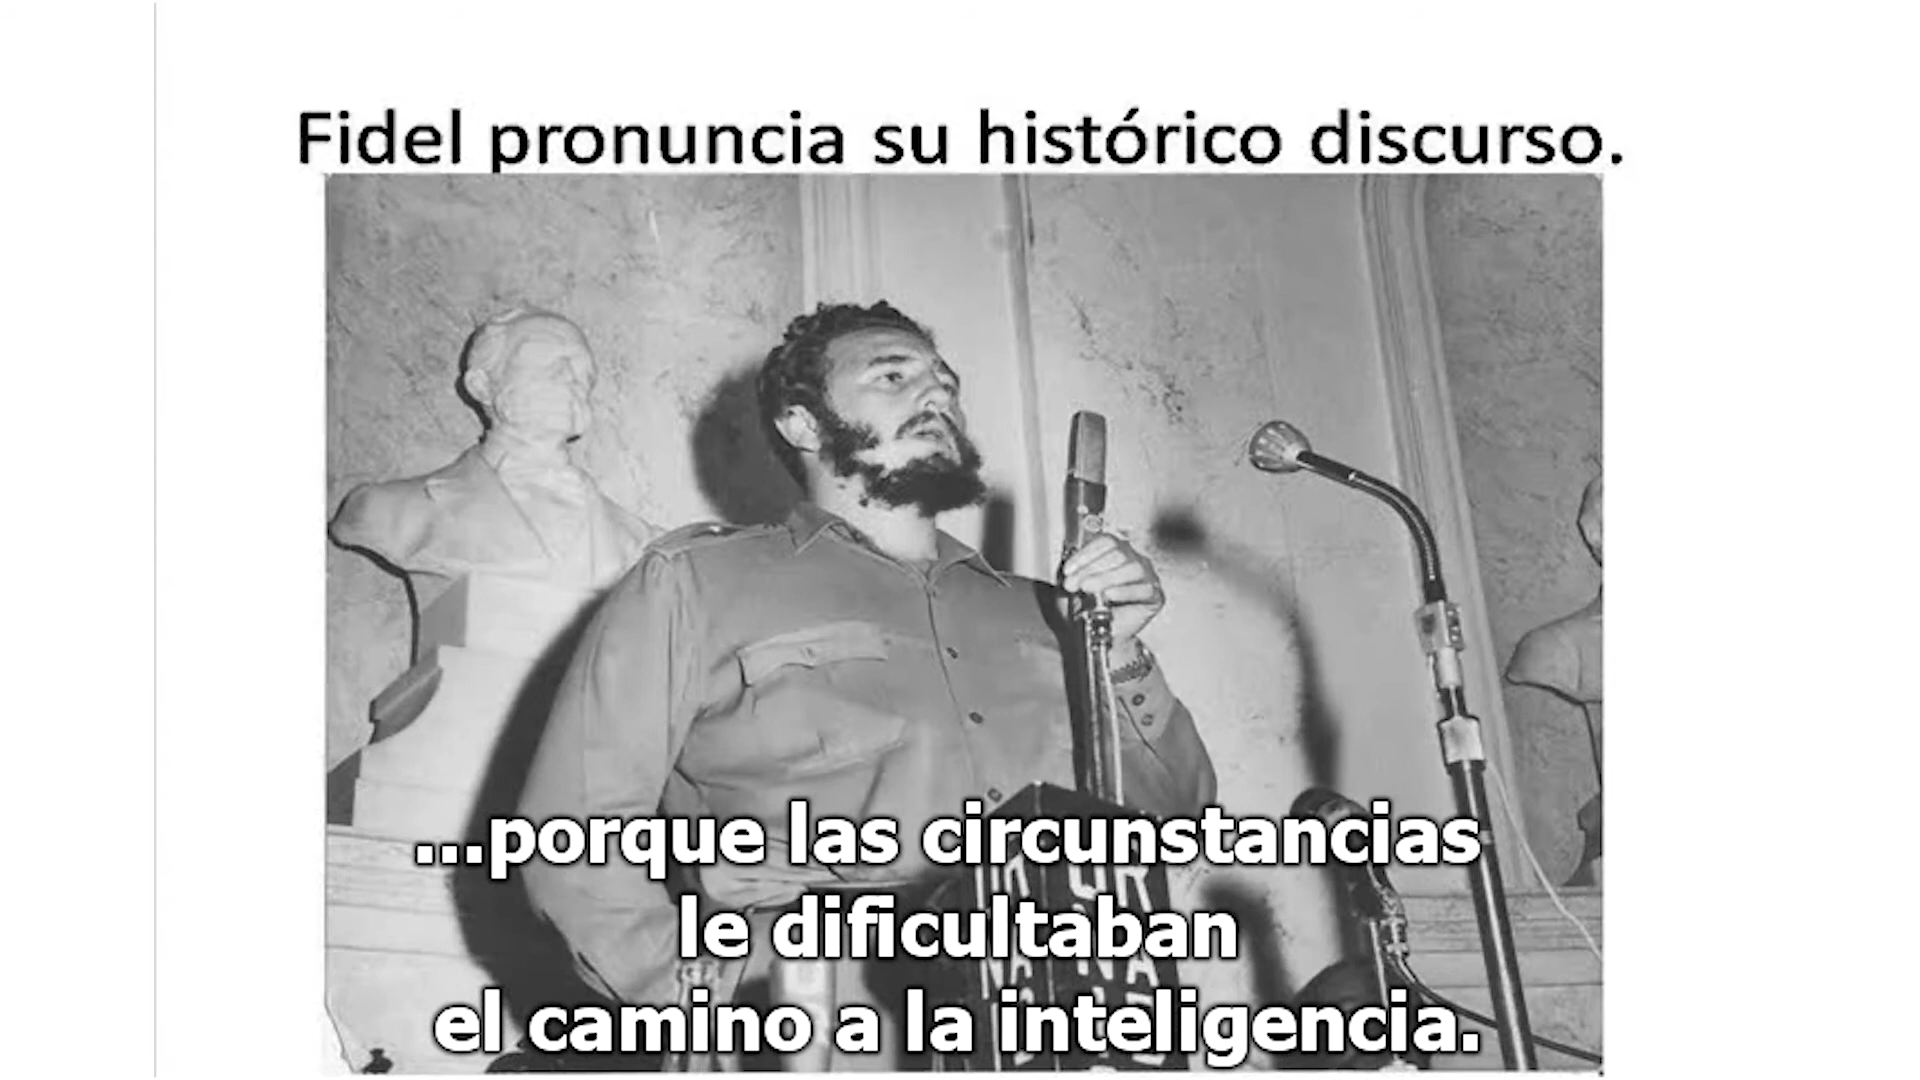 Fidel pronuncia su histórico discurso.
...porque las circunstancias
le dificultaban
el camino a la inteligencia.